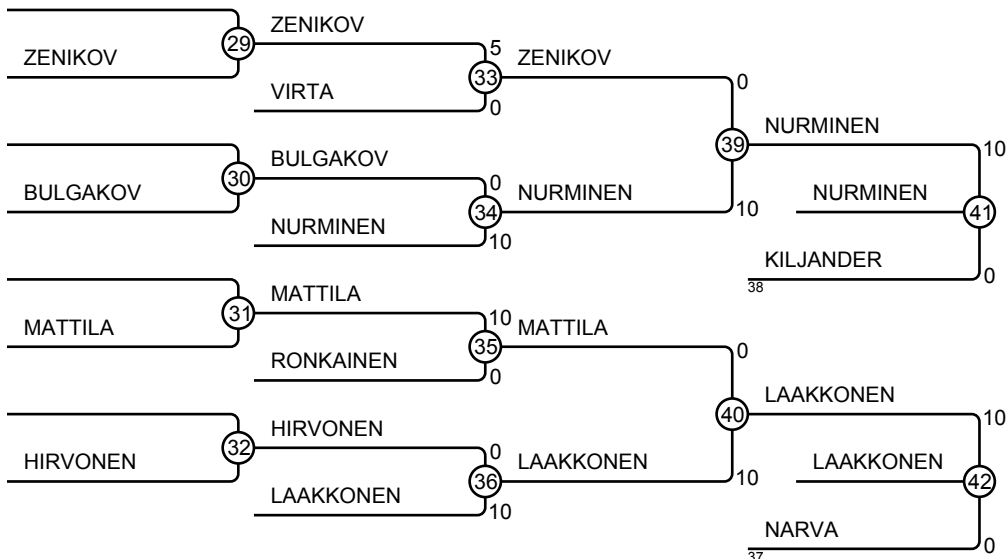 ZENIKOV
29
ZENIKOV
5
VIRTA
0
33
ZENIKOV
0
BULGAKOV
30
BULGAKOV
0
NURMINEN
10
34
NURMINEN
10
39
NURMINEN
10
NURMINEN
41
KILJANDER
38
0
MATTILA
31
MATTILA
10
RONKAINEN
0
35
MATTILA
0
HIRVONEN
32
HIRVONEN
0
LAAKKONEN
10
36
LAAKKONEN
10
40
LAAKKONEN
10
LAAKKONEN
42
NARVA
37
0